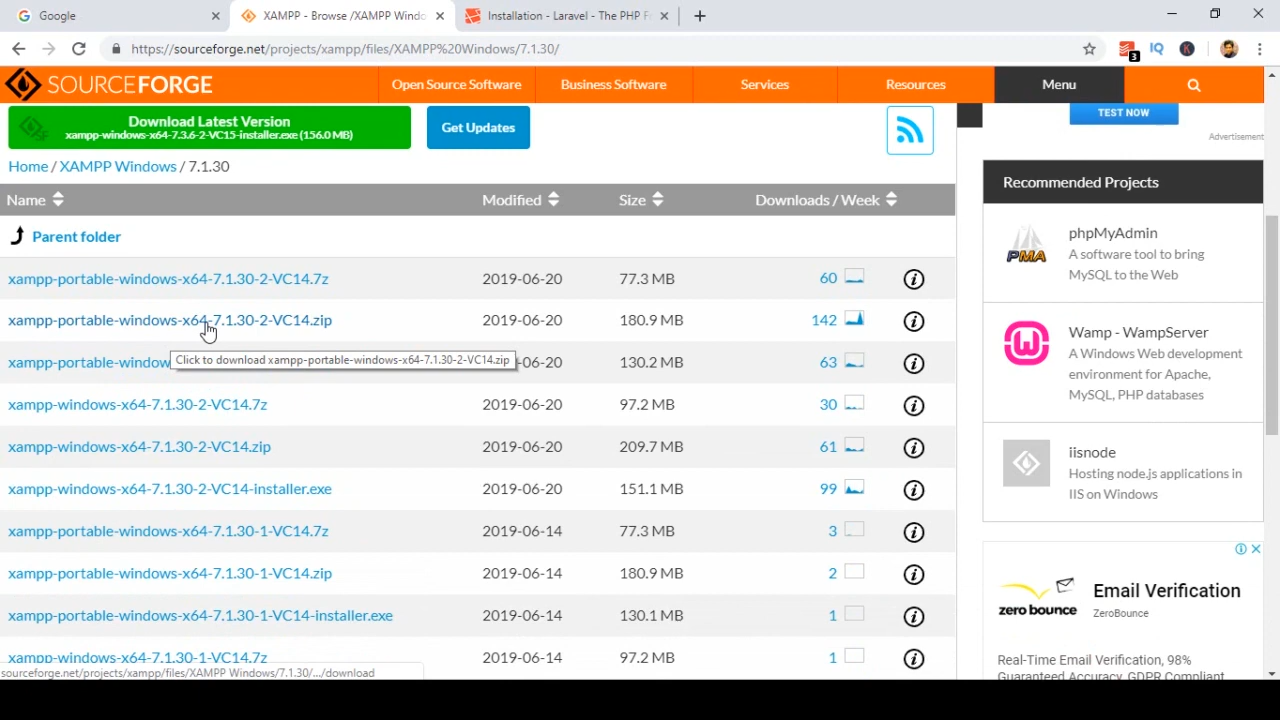 Google
XAMPP - Browse /XAMPP Windo
Installation - Laravel - The PHP Fr
https://sourceforge.net/projects/xampp/files/XAMPP%20Windows/7.1.30/
3
IQ
K
SOURCEFORGE
Open Source Software
Business Software
Services
Resources
Menu
Download Latest Version
xampp-windows-x64-7.3.6-2-VC15-installer.exe (156.0 MB)
Get Updates
TEST NOW
Advertisement
Home / XAMPP Windows / 7.1.30
Recommended Projects
Name Modified Size Downloads / Week
Parent folder
xampp-portable-windows-x64-7.1.30-2-VC14.7z 2019-06-20 77.3 MB 60
xampp-portable-windows-x64-7.1.30-2-VC14.zip 2019-06-20 180.9 MB 142
Click to download xampp-portable-windows-x64-7.1.30-2-VC14.zip
xampp-portable-window -06-20 130.2 MB 63
xampp-windows-x64-7.1.30-2-VC14.7z 2019-06-20 97.2 MB 30
xampp-windows-x64-7.1.30-2-VC14.zip 2019-06-20 209.7 MB 61
xampp-windows-x64-7.1.30-2-VC14-installer.exe 2019-06-20 151.1 MB 99
xampp-portable-windows-x64-7.1.30-1-VC14.7z 2019-06-14 77.3 MB 3
xampp-portable-windows-x64-7.1.30-1-VC14.zip 2019-06-14 180.9 MB 2
xampp-portable-windows-x64-7.1.30-1-VC14-installer.exe 2019-06-14 130.1 MB 1
xampp-windows-x64-7.1.30-1-VC14.7z 2019-06-14 97.2 MB 1
sourceforge.net/projects/xampp/files/XAMPP Windows/7.1.30/.../download
PMA
phpMyAdmin
A software tool to bring
MySQL to the Web
Wamp - WampServer
A Windows Web development
environment for Apache,
MySQL, PHP databases
iisnode
Hosting node.js applications in
IIS on Windows
zero bounce
Email Verification
ZeroBounce
Real-Time Email Verification, 98%
Guaranteed Accuracy, GDPR Compliant